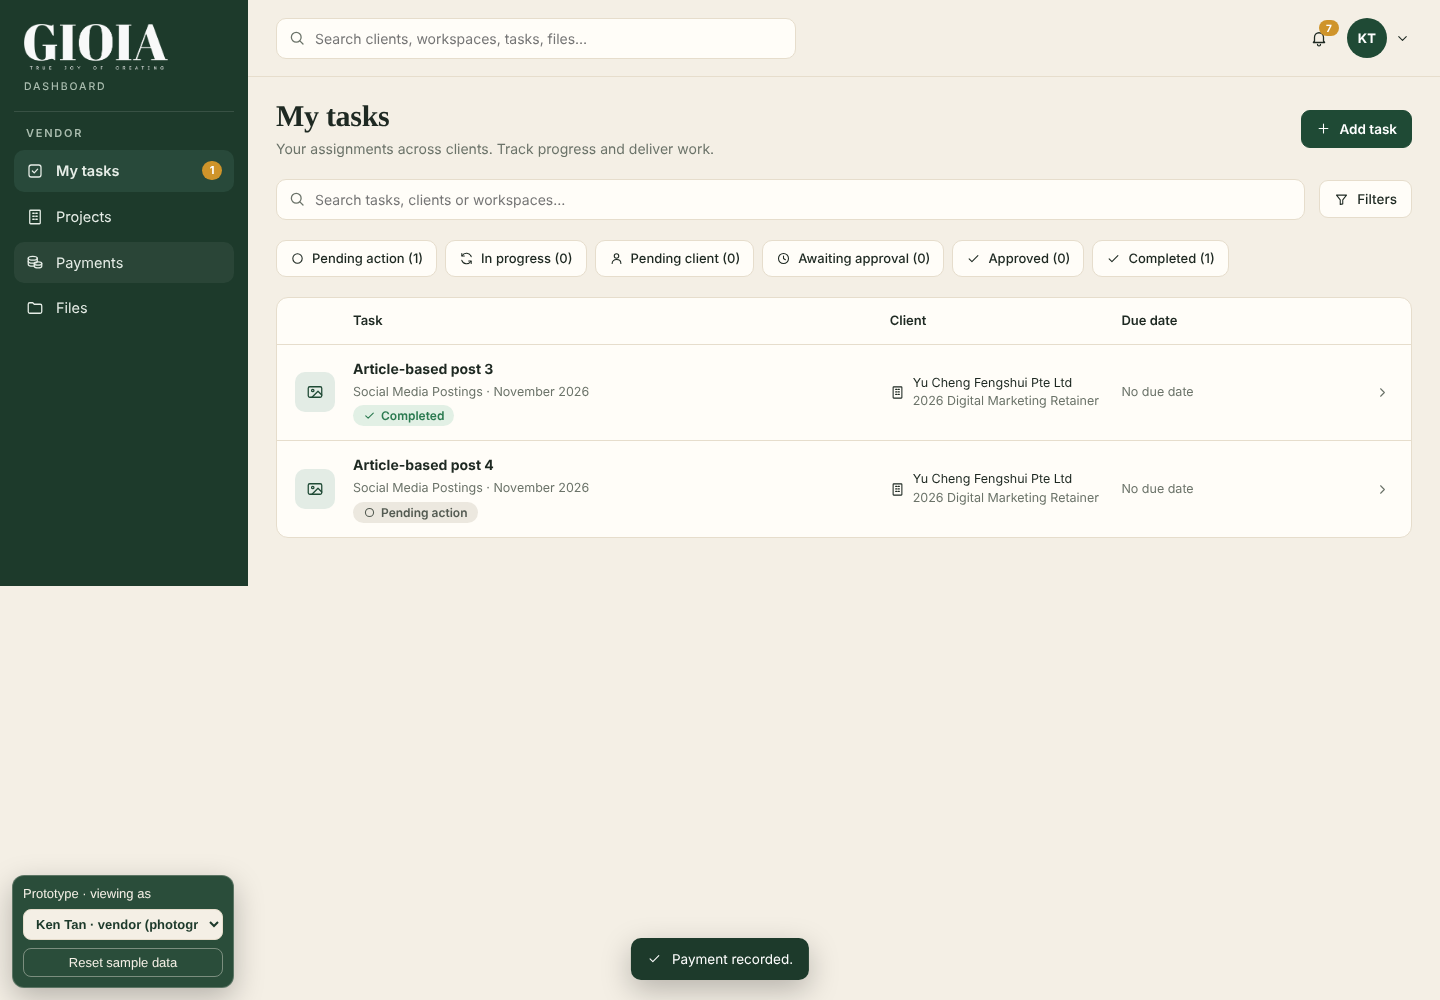 GIOIA
TRUE JOY OF CREATING
DASHBOARD
VENDOR
My tasks 1
Projects
Payments
Files
Search clients, workspaces, tasks, files...
7
KT
My tasks
Your assignments across clients. Track progress and deliver work.
Add task
Search tasks, clients or workspaces...
Filters
Pending action (1)
In progress (0)
Pending client (0)
Awaiting approval (0)
Approved (0)
Completed (1)
Task Client Due date
Article-based post 3
Social Media Postings · November 2026
Completed
Yu Cheng Fengshui Pte Ltd
2026 Digital Marketing Retainer
No due date
Article-based post 4
Social Media Postings · November 2026
Pending action
Yu Cheng Fengshui Pte Ltd
2026 Digital Marketing Retainer
No due date
Prototype · viewing as
Ken Tan · vendor (photogr
Reset sample data
Payment recorded.